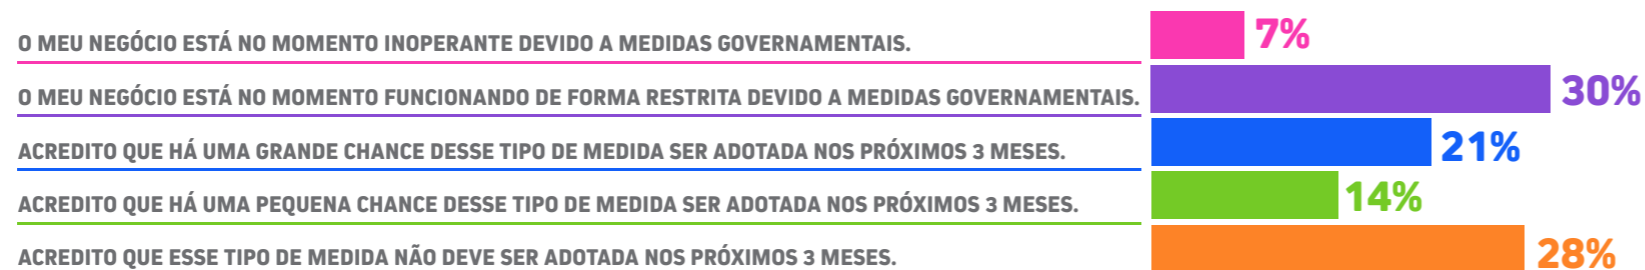 O MEU NEGÓCIO ESTÁ NO MOMENTO INOPERANTE DEVIDO A MEDIDAS GOVERNAMENTAIS. 7%
O MEU NEGÓCIO ESTÁ NO MOMENTO FUNCIONANDO DE FORMA RESTRITA DEVIDO A MEDIDAS GOVERNAMENTAIS. 30%
ACREDITO QUE HÁ UMA GRANDE CHANCE DESSE TIPO DE MEDIDA SER ADOTADA NOS PRÓXIMOS 3 MESES. 21%
ACREDITO QUE HÁ UMA PEQUENA CHANCE DESSE TIPO DE MEDIDA SER ADOTADA NOS PRÓXIMOS 3 MESES. 14%
ACREDITO QUE ESSE TIPO DE MEDIDA NÃO DEVE SER ADOTADA NOS PRÓXIMOS 3 MESES. 28%